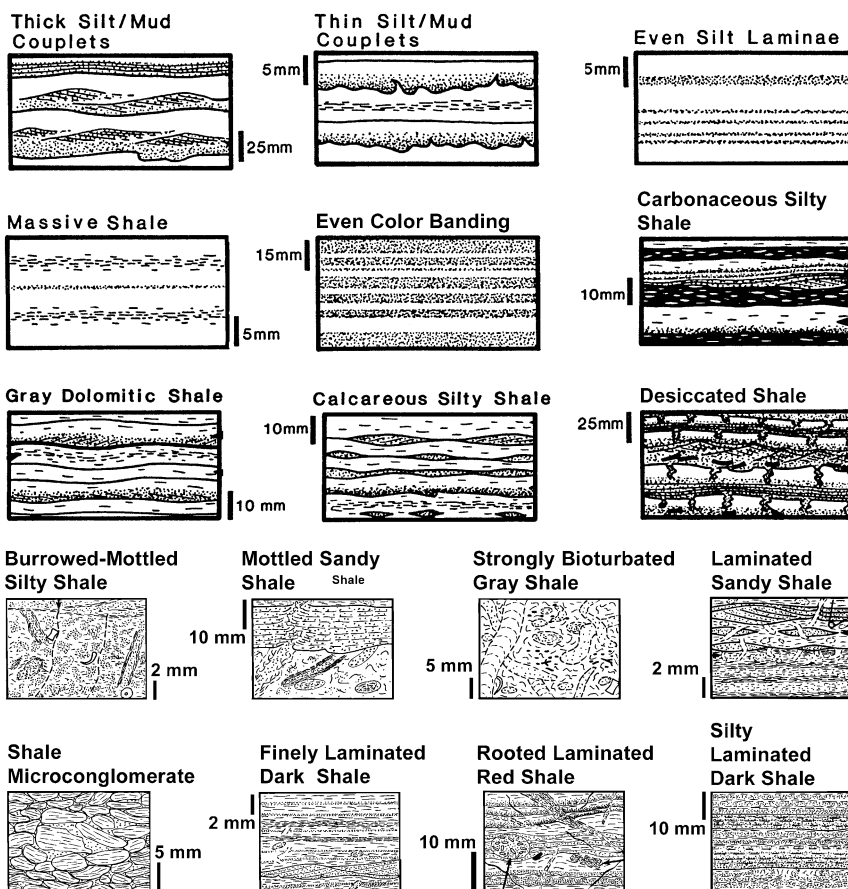 Thick Silt/Mud
Couplets
25mm
Thin Silt/Mud
Couplets
5mm
Even Silt Laminae
5mm
Massive Shale
5mm
Even Color Banding
15mm
Carbonaceous Silty
Shale
10mm
Gray Dolomitic Shale
10 mm
Calcareous Silty Shale
10mm
Desiccated Shale
25mm
Burrowed-Mottled
Silty Shale
2 mm
Mottled Sandy
Shale Shale
10 mm
Strongly Bioturbated
Gray Shale
5 mm
Laminated
Sandy Shale
2 mm
Shale
Microconglomerate
5 mm
Finely Laminated
Dark Shale
2 mm
Rooted Laminated
Red Shale
10 mm
Silty
Laminated
Dark Shale
10 mm